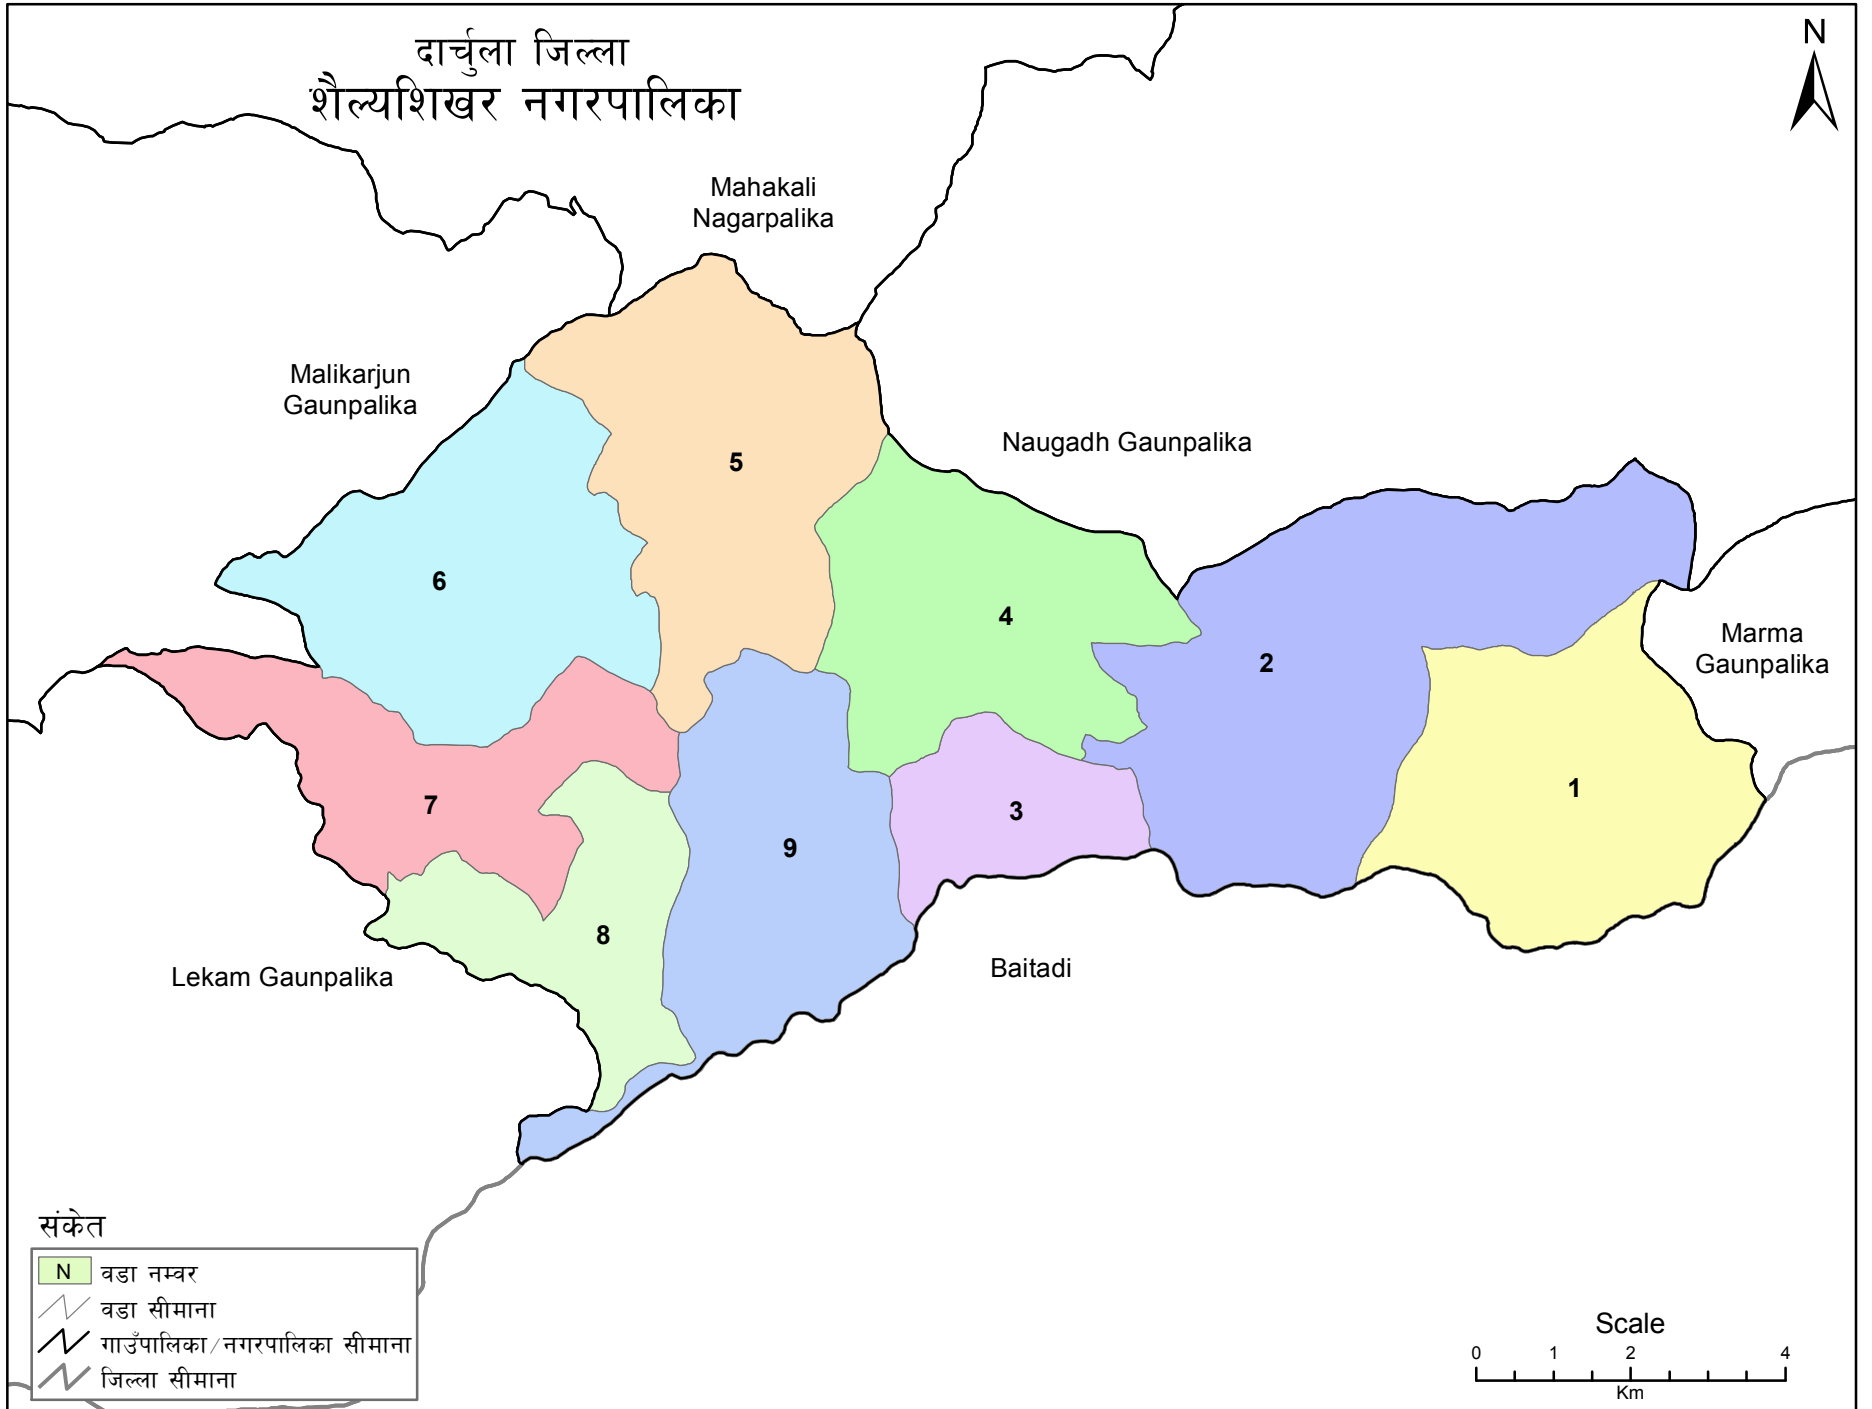 दार्चुला जिल्ला
शैल्यशिखर नगरपालिका
N
Mahakali
Nagarpalika
Malikarjun
Gaunpalika
Naugadh Gaunpalika
5
6
4
2
Marma
Gaunpalika
1
7
3
9
8
Lekam Gaunpalika
Baitadi
संकेत
N वडा नम्वर
वडा सीमाना
गाउँपालिका/नगरपालिका सीमाना
जिल्ला सीमाना
Scale
0 1 2 4
Km